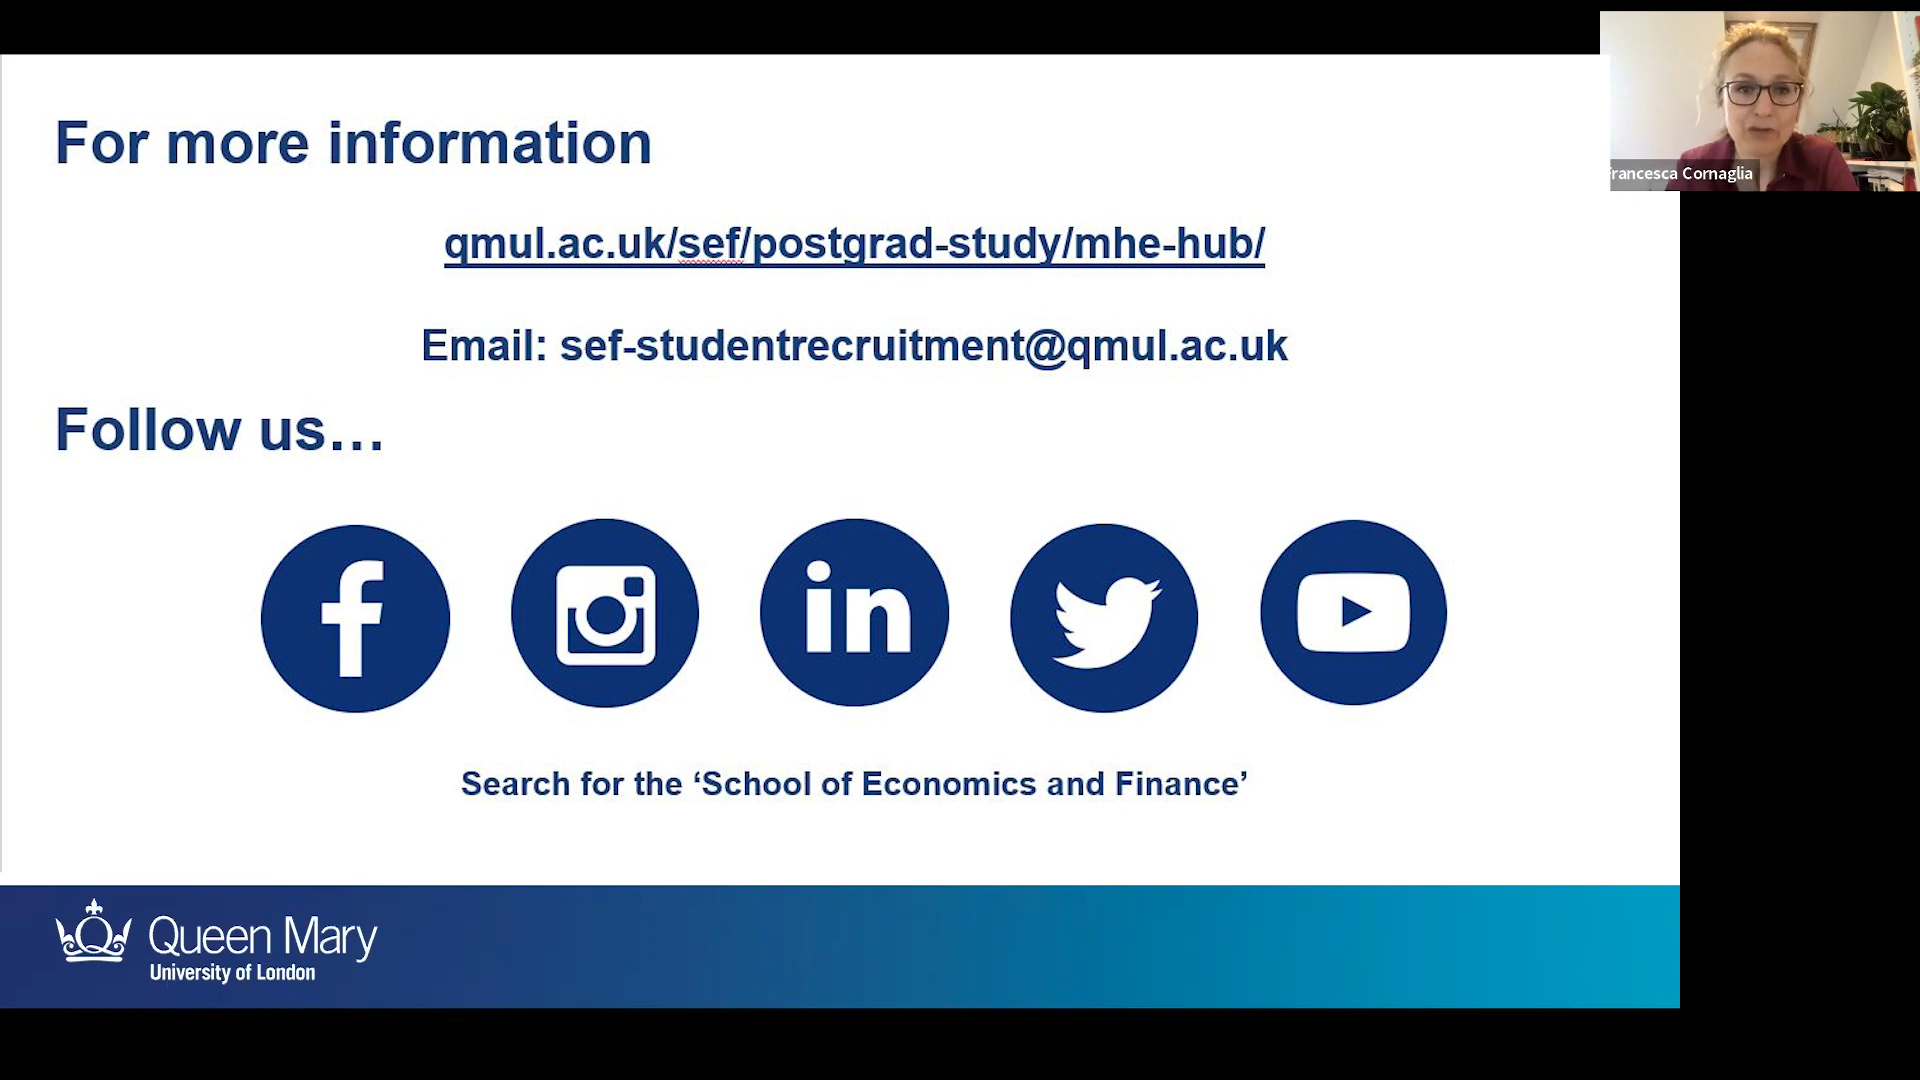 For more information
qmul.ac.uk/sef/postgrad-study/mhe-hub/
Email: sef-studentrecruitment@qmul.ac.uk
Follow us…
Search for the ‘School of Economics and Finance’
Queen Mary
University of London
Francesca Cornaglia